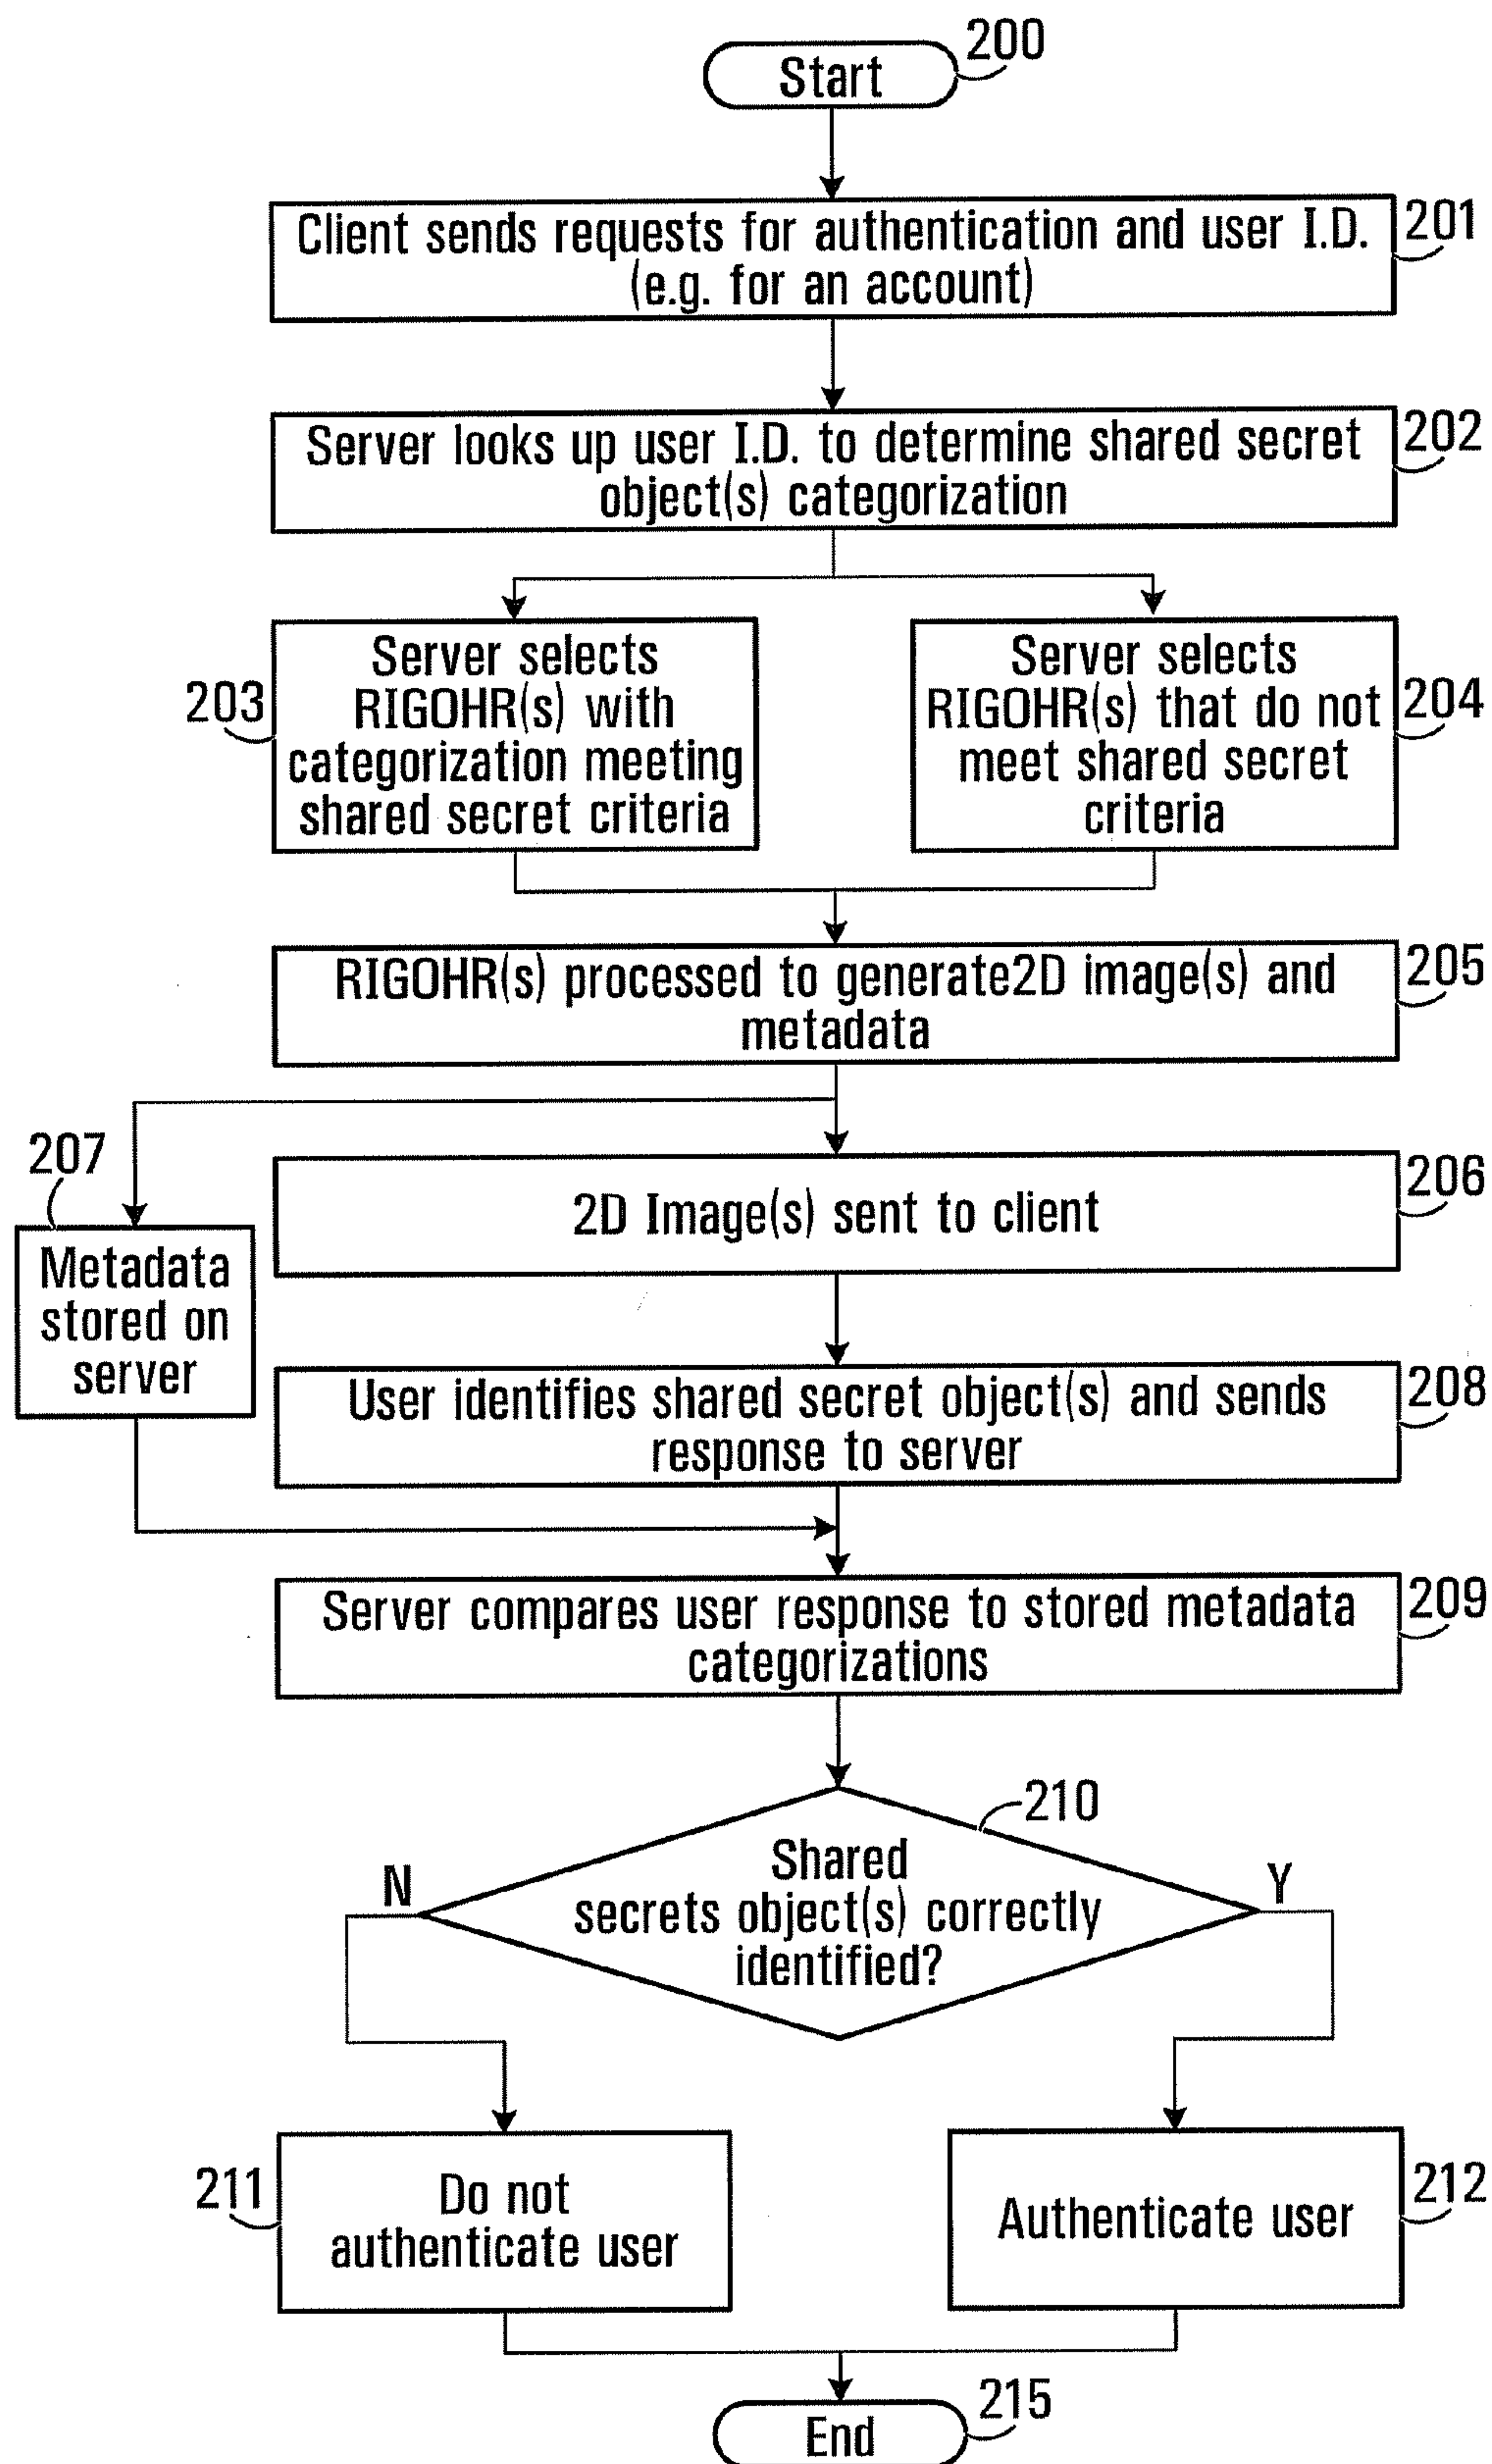 200
Start
201
Client sends requests for authentication and user I.D.
(e.g. for an account)
202
Server looks up user I.D. to determine shared secret
object(s) categorization
203
Server selects
RIGOHR(s) with
categorization meeting
shared secret criteria
Server selects
RIGOHR(s) that do not
meet shared secret
criteria
204
205
RIGOHR(s) processed to generate2D image(s) and
metadata
206
2D Image(s) sent to client
207
Metadata
stored on
server
208
User identifies shared secret object(s) and sends
response to server
209
Server compares user response to stored metadata
categorizations
210
Shared
secrets object(s) correctly
identified?
N
Y
211
Do not
authenticate user
Authenticate user
212
215
End